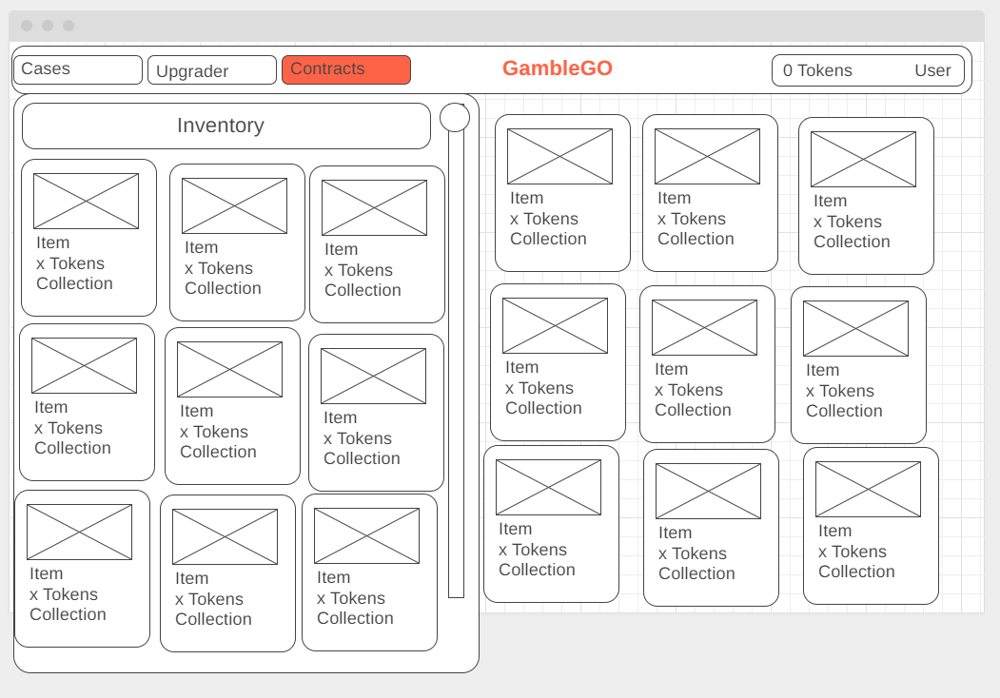 Cases
Upgrader
Contracts
GambleGO
0 Tokens
User
Inventory
Item
x Tokens
Collection
Item
x Tokens
Collection
Item
x Tokens
Collection
Item
x Tokens
Collection
Item
x Tokens
Collection
Item
x Tokens
Collection
Item
x Tokens
Collection
Item
x Tokens
Collection
Item
x Tokens
Collection
Item
x Tokens
Collection
Item
x Tokens
Collection
Item
x Tokens
Collection
Item
x Tokens
Collection
Item
x Tokens
Collection
Item
x Tokens
Collection
Item
x Tokens
Collection
Item
x Tokens
Collection
Item
x Tokens
Collection